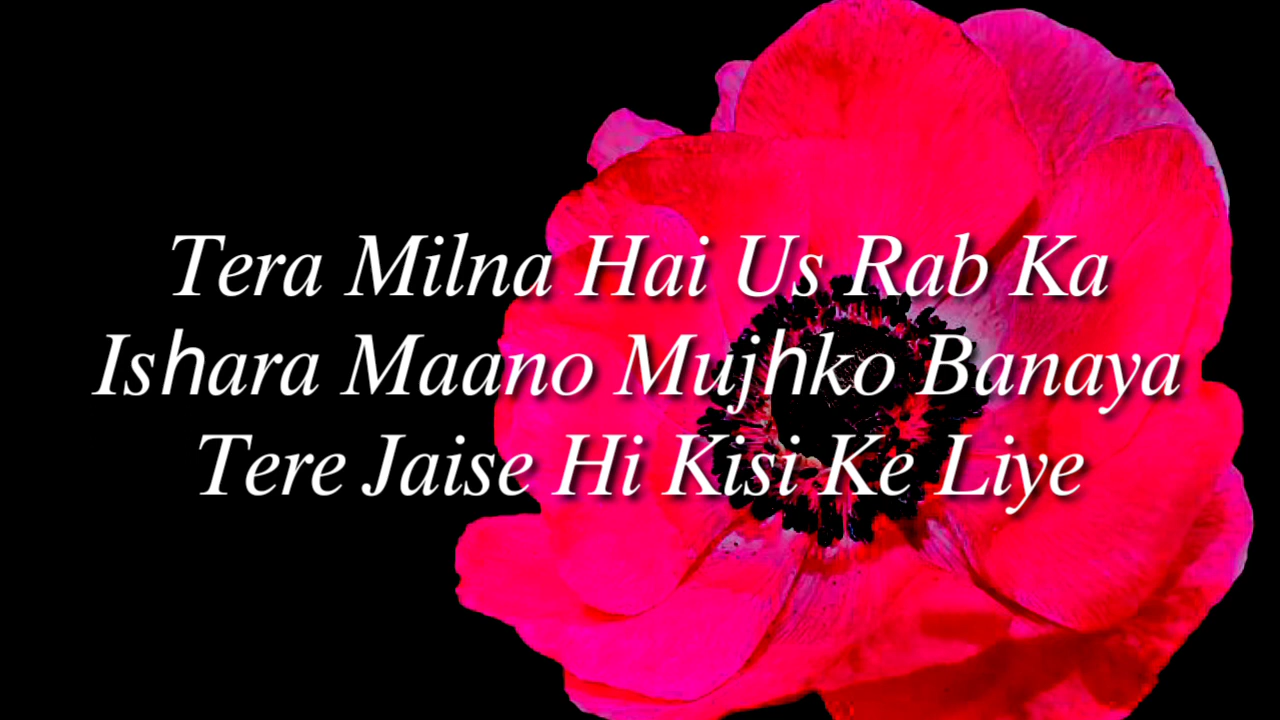 Tera Milna Hai Us Rab Ka
Ishara Maano Mujhko Banaya
Tere Jaise Hi Kisi Ke Liye